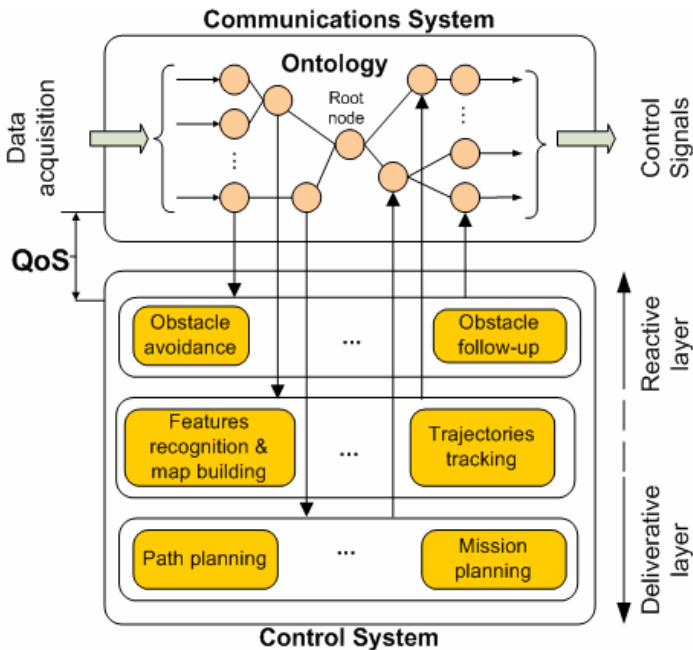 Communications System
Ontology
Root
node
Data
acquisition
Control
Signals
QoS
Obstacle
avoidance
...
Obstacle
follow-up
Reactive
layer
Features
recognition &
map building
...
Trajectories
tracking
Path planning
...
Mission
planning
Deliverative
layer
Control System